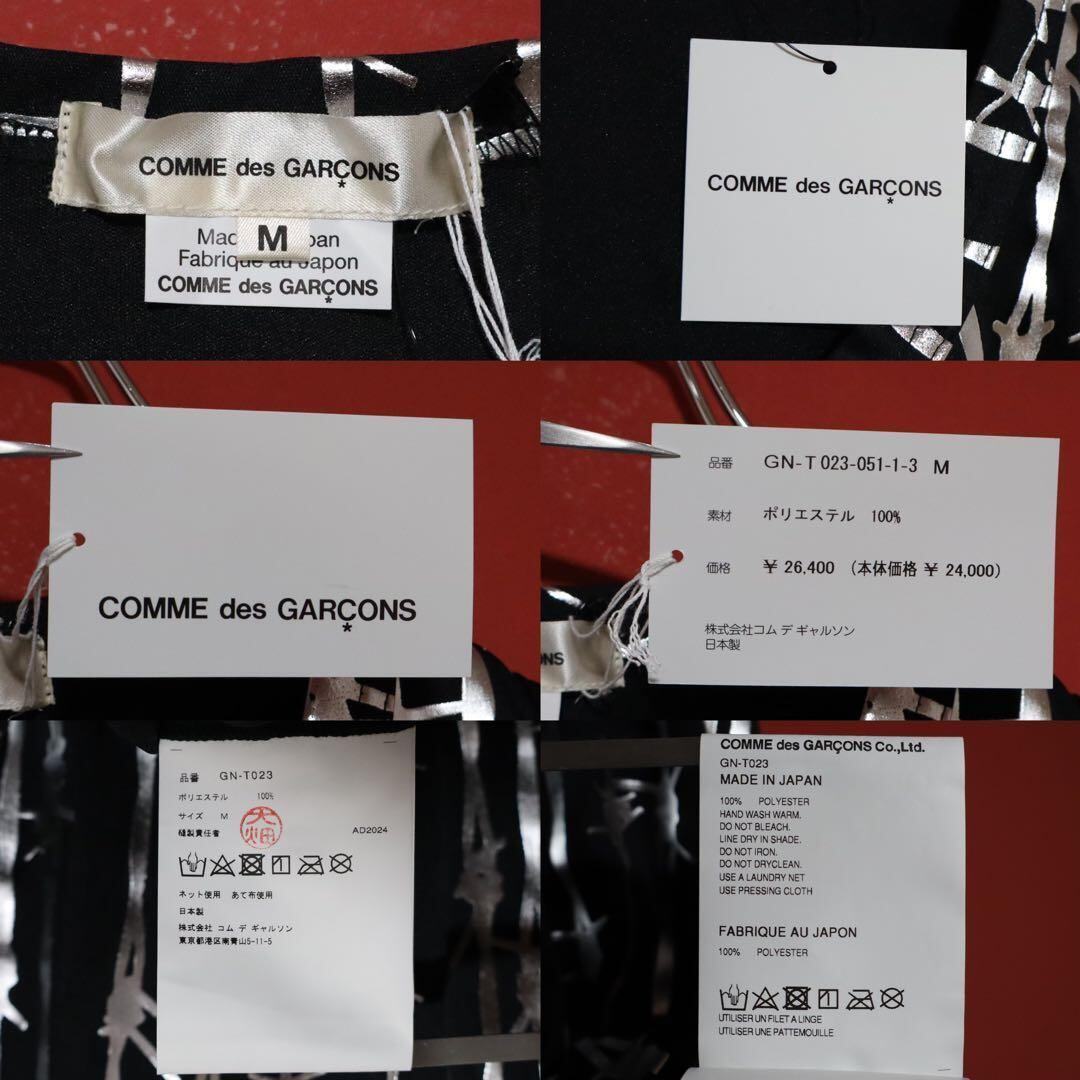 COMME des GARÇONS
M
Fabrique au Japon
COMME des GARÇONS
COMME des GARÇONS
COMME des GARÇONS
品番 GN-T023-051-1-3 M
素材 ポリエステル 100%
価格 ¥ 26,400 (本体価格 ¥ 24,000)
株式会社コム デ ギャルソン
日本製
品番 GN-T023
ポリエステル 100%
サイズ M
縫製責任者 大畑
AD2024
ネット使用 あて布使用
日本製
株式会社 コム デ ギャルソン
東京都港区南青山5-11-5
COMME des GARÇONS Co.,Ltd.
GN-T023
MADE IN JAPAN
100% POLYESTER
HAND WASH WARM.
DO NOT BLEACH.
LINE DRY IN SHADE.
DO NOT IRON.
DO NOT DRYCLEAN.
USE A LAUNDRY NET
USE PRESSING CLOTH
FABRIQUE AU JAPON
100% POLYESTER
UTILISER UN FILET A LINGE
UTILISER UNE PATTEMOUILLE